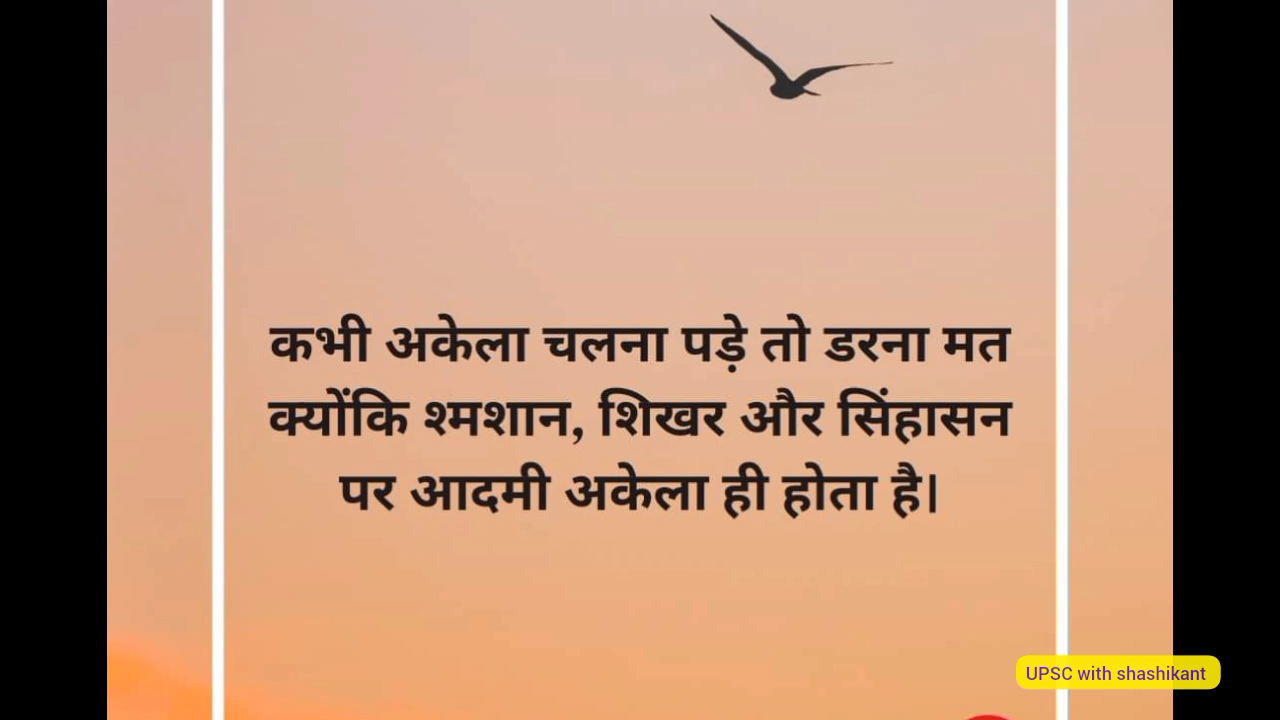 कभी अकेला चलना पड़े तो डरना मत
क्योंकि श्मशान, शिखर और सिंहासन
पर आदमी अकेला ही होता है।
UPSC with shashikant